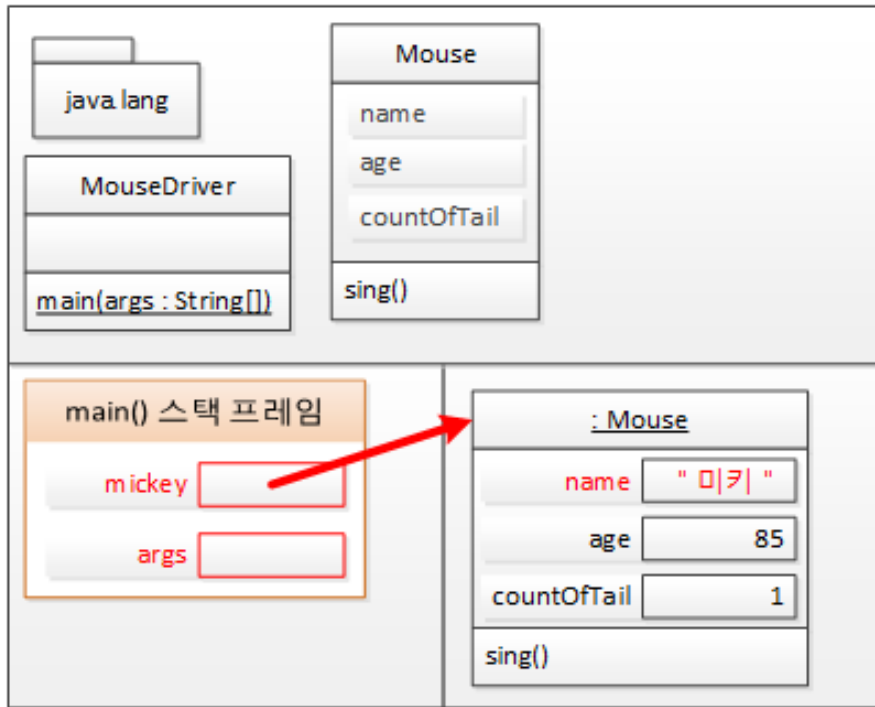 java.lang
MouseDriver
main(args : String[])
Mouse
name
age
countOfTail
sing()
main() 스택 프레임
mickey
args
: Mouse
name " 미키 "
age 85
countOfTail 1
sing()